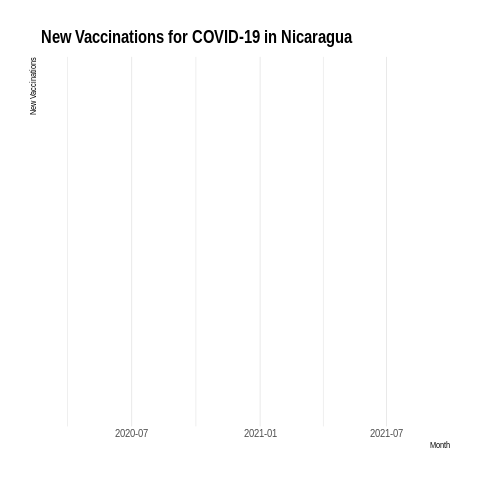 New Vaccinations for COVID-19 in Nicaragua
New Vaccinations
2020-07
2021-01
2021-07
Month